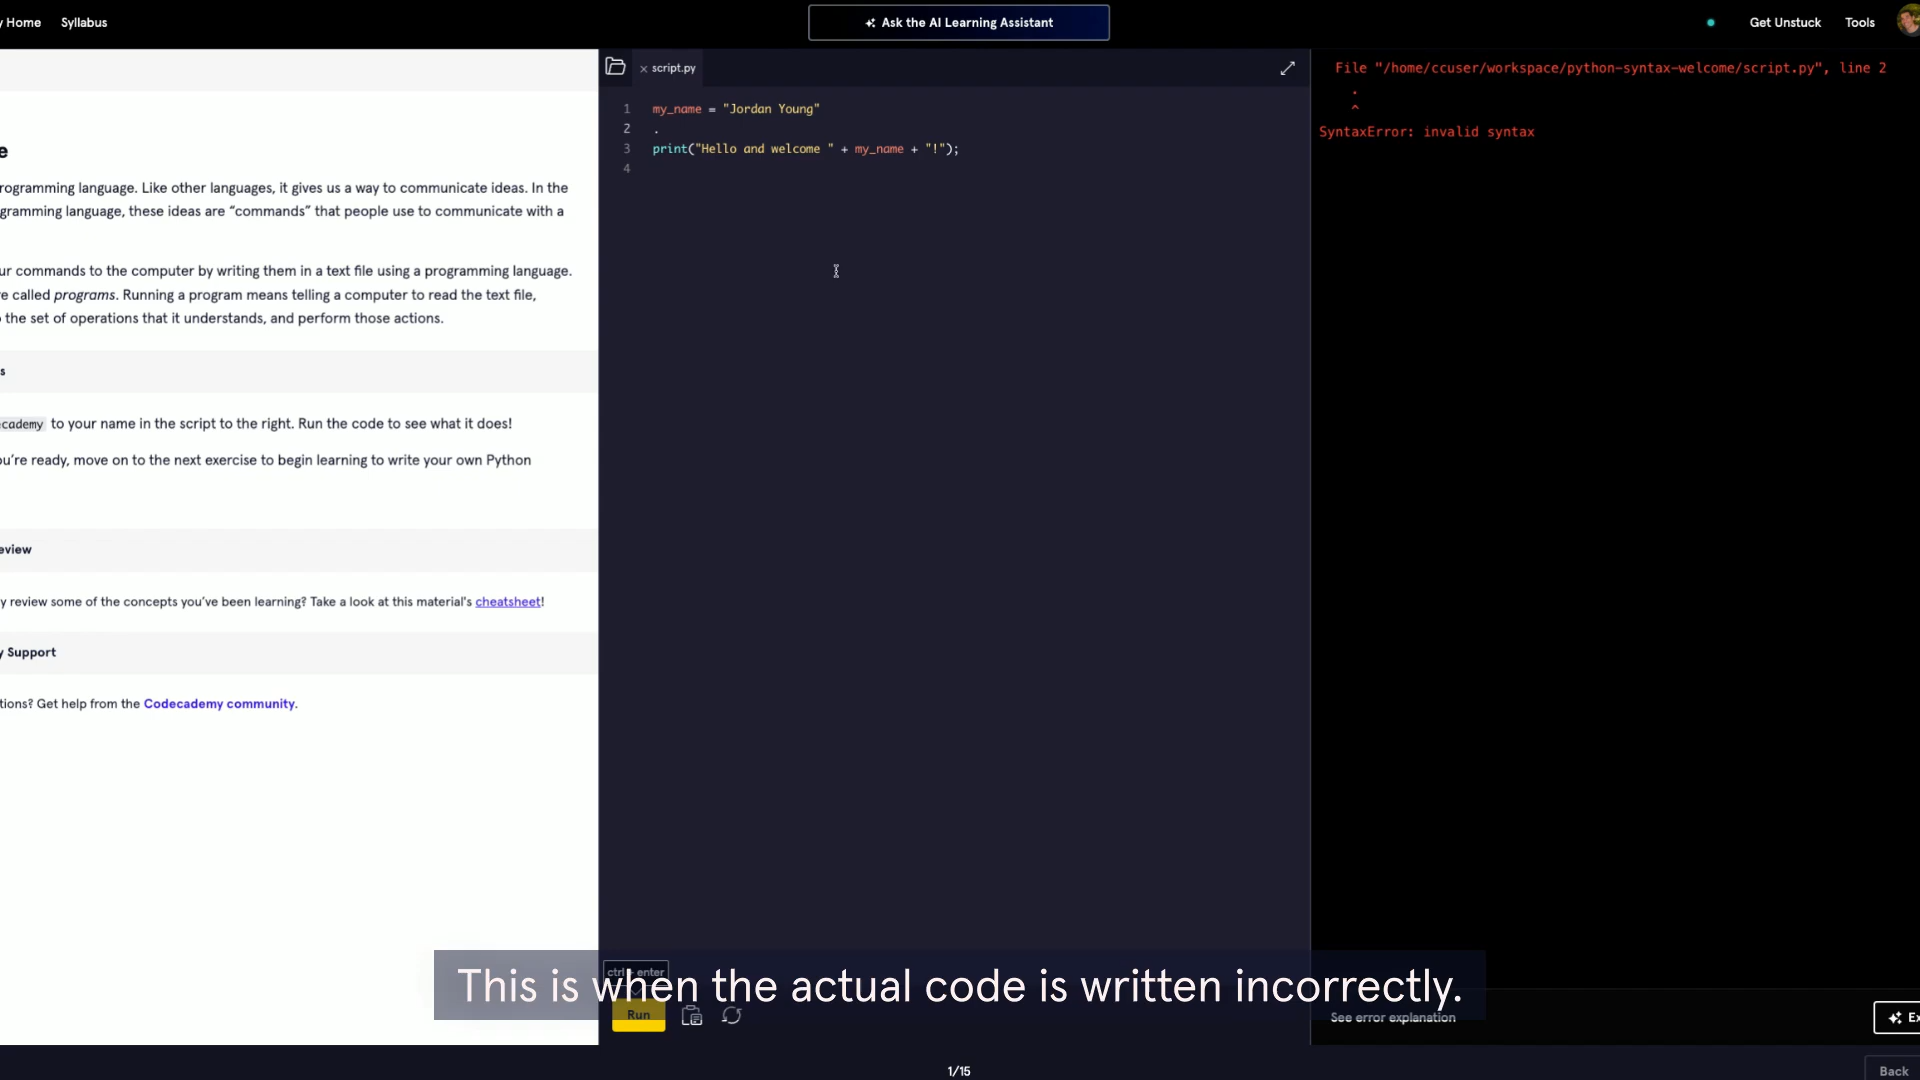 y Home
Syllabus
Ask the AI Learning Assistant
Get Unstuck
Tools
e
rogramming language. Like other languages, it gives us a way to communicate ideas. In the
gramming language, these ideas are “commands” that people use to communicate with a
ur commands to the computer by writing them in a text file using a programming language.
e called programs. Running a program means telling a computer to read the text file,
o the set of operations that it understands, and perform those actions.
s
cademy to your name in the script to the right. Run the code to see what it does!
ou’re ready, move on to the next exercise to begin learning to write your own Python
eview
y review some of the concepts you’ve been learning? Take a look at this material's cheatsheet!
y Support
tions? Get help from the Codecademy community.
× script.py
1 my_name = "Jordan Young"
2 .
3 print("Hello and welcome " + my_name + "!");
4
File "/home/ccuser/workspace/python-syntax-welcome/script.py", line 2
.
^
SyntaxError: invalid syntax
ctrl + enter
This is when the actual code is written incorrectly.
Run
See error explanation
Ex
1/15
Back